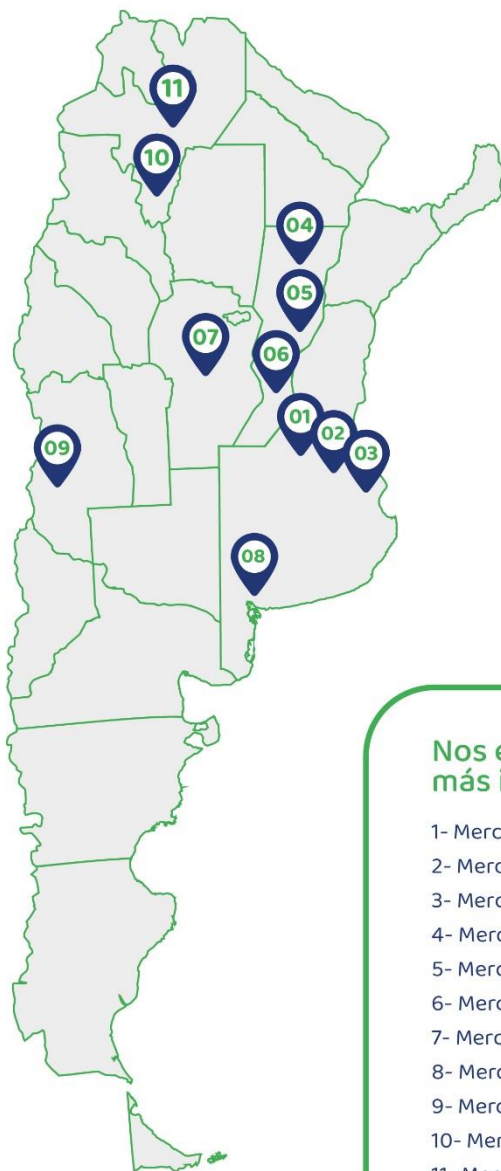 11
10
04
05
07
06
01
02
09
03
08
Nos
más
1- Merc
2- Merc
3- Merc
4- Merc
5- Merc
6- Merc
7- Merc
8- Merc
9- Merc
10- Mer